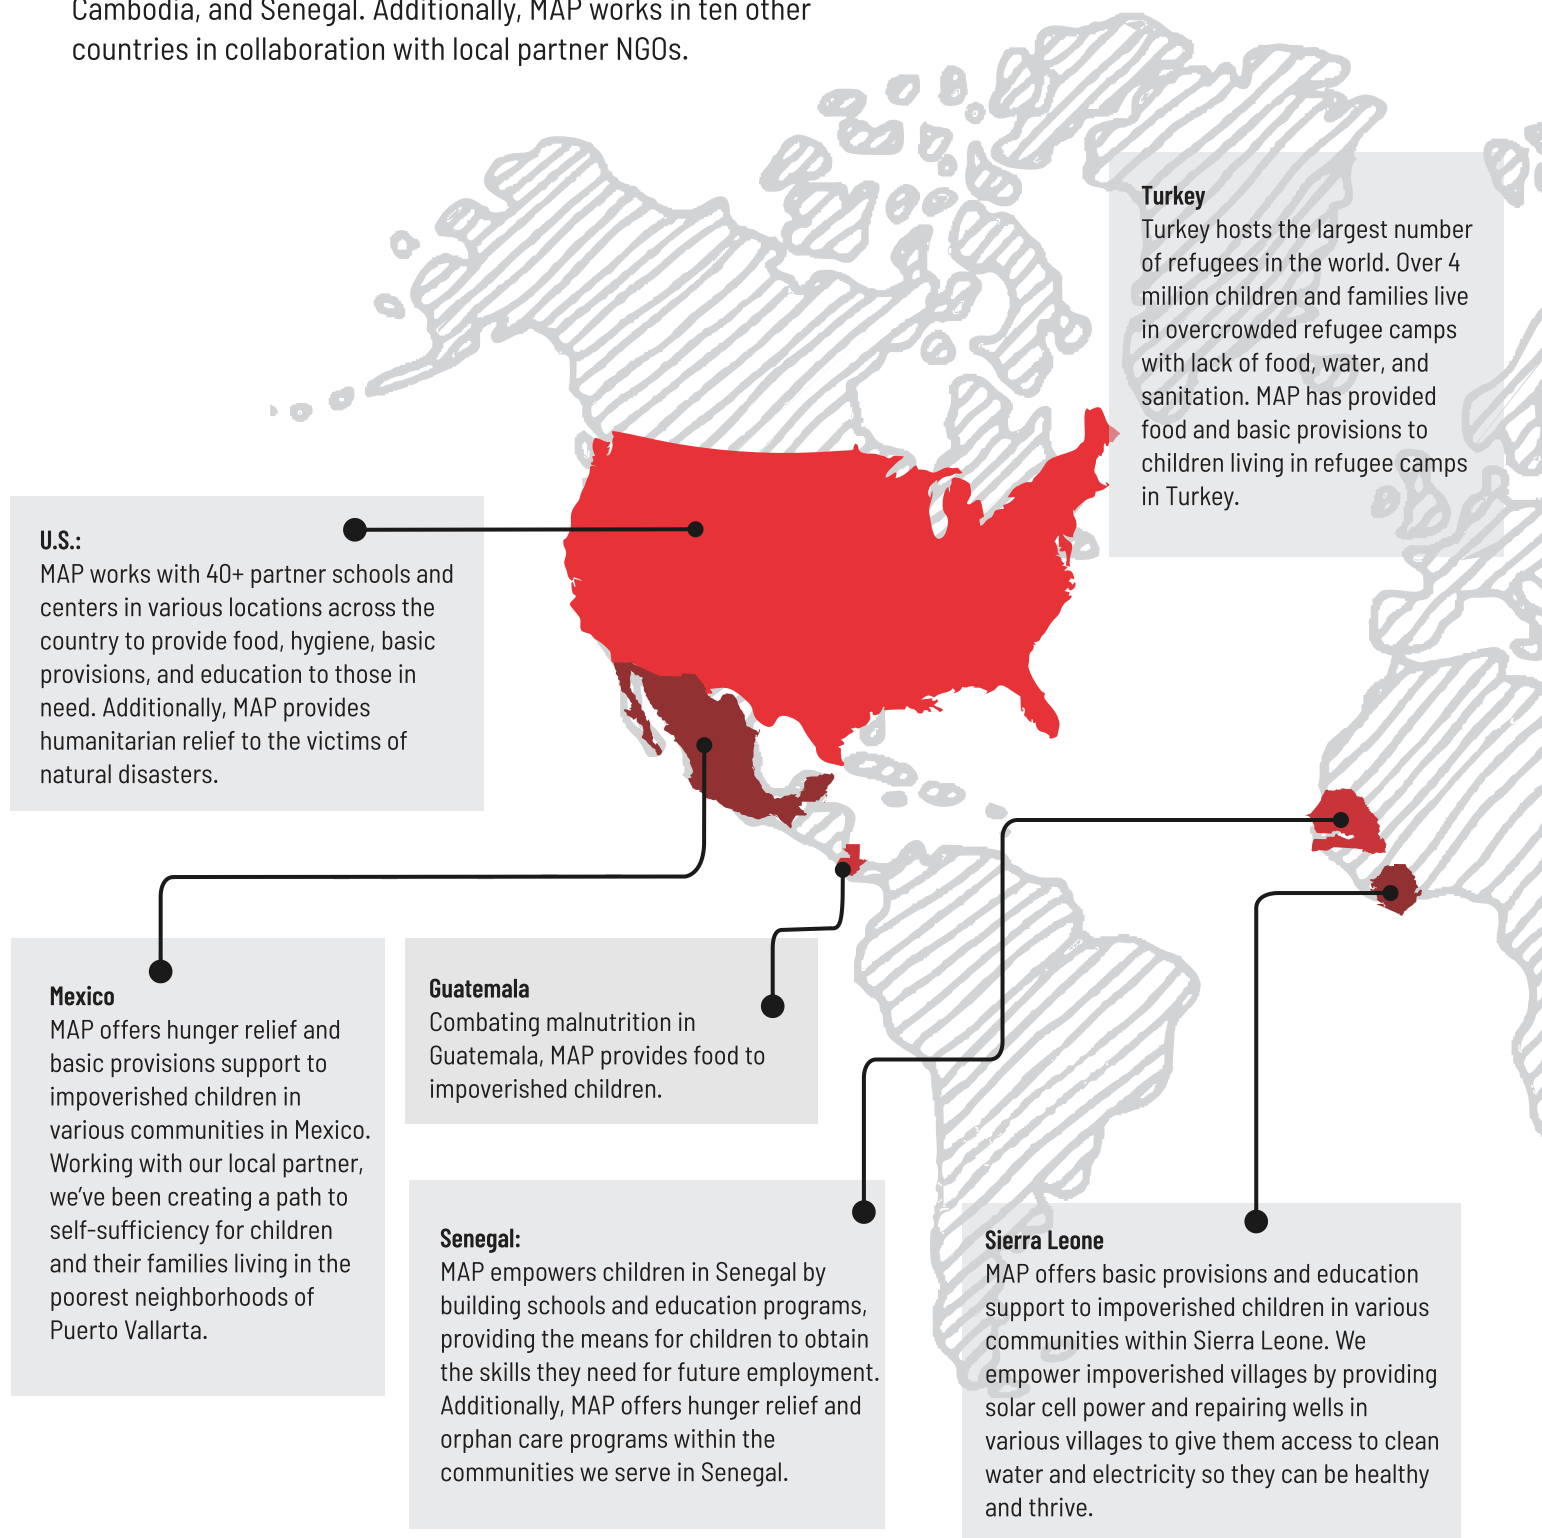 Cambodia, and Senegal. Additionally, MAP works in ten other
countries in collaboration with local partner NGOs.
Turkey
Turkey hosts the largest number
of refugees in the world. Over 4
million children and families live
in overcrowded refugee camps
with lack of food, water, and
sanitation. MAP has provided
food and basic provisions to
children living in refugee camps
in Turkey.
U.S.:
MAP works with 40+ partner schools and
centers in various locations across the
country to provide food, hygiene, basic
provisions, and education to those in
need. Additionally, MAP provides
humanitarian relief to the victims of
natural disasters.
Mexico
MAP offers hunger relief and
basic provisions support to
impoverished children in
various communities in Mexico.
Working with our local partner,
we've been creating a path to
self-sufficiency for children
and their families living in the
poorest neighborhoods of
Puerto Vallarta.
Guatemala
Combating malnutrition in
Guatemala, MAP provides food to
impoverished children.
Senegal:
MAP empowers children in Senegal by
building schools and education programs,
providing the means for children to obtain
the skills they need for future employment.
Additionally, MAP offers hunger relief and
orphan care programs within the
communities we serve in Senegal.
Sierra Leone
MAP offers basic provisions and education
support to impoverished children in various
communities within Sierra Leone. We
empower impoverished villages by providing
solar cell power and repairing wells in
various villages to give them access to clean
water and electricity so they can be healthy
and thrive.